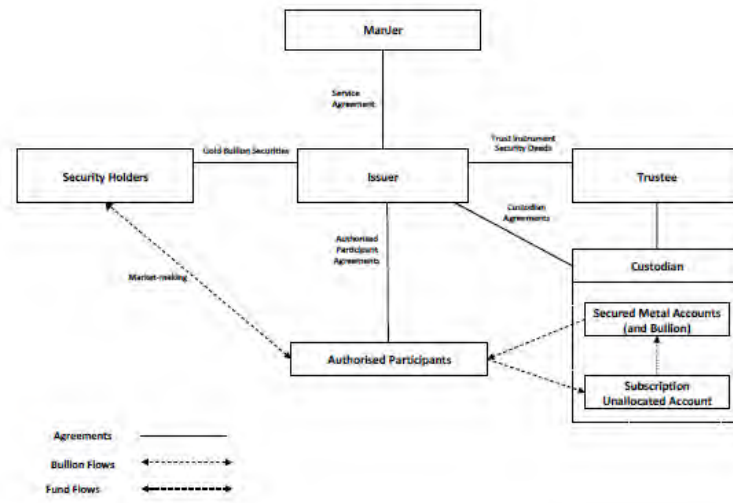 ManJer
Service
Agreement
Gold Bullion Securities
Trust Instrument
Security Deeds
Security Holders
Issuer
Trustee
Custodian
Agreements
Authorised
Participant
Agreements
Custodian
Market-making
Secured Metal Accounts
(and Bullion)
Authorised Participants
Subscription
Unallocated Account
Agreements
Bullion Flows
Fund Flows